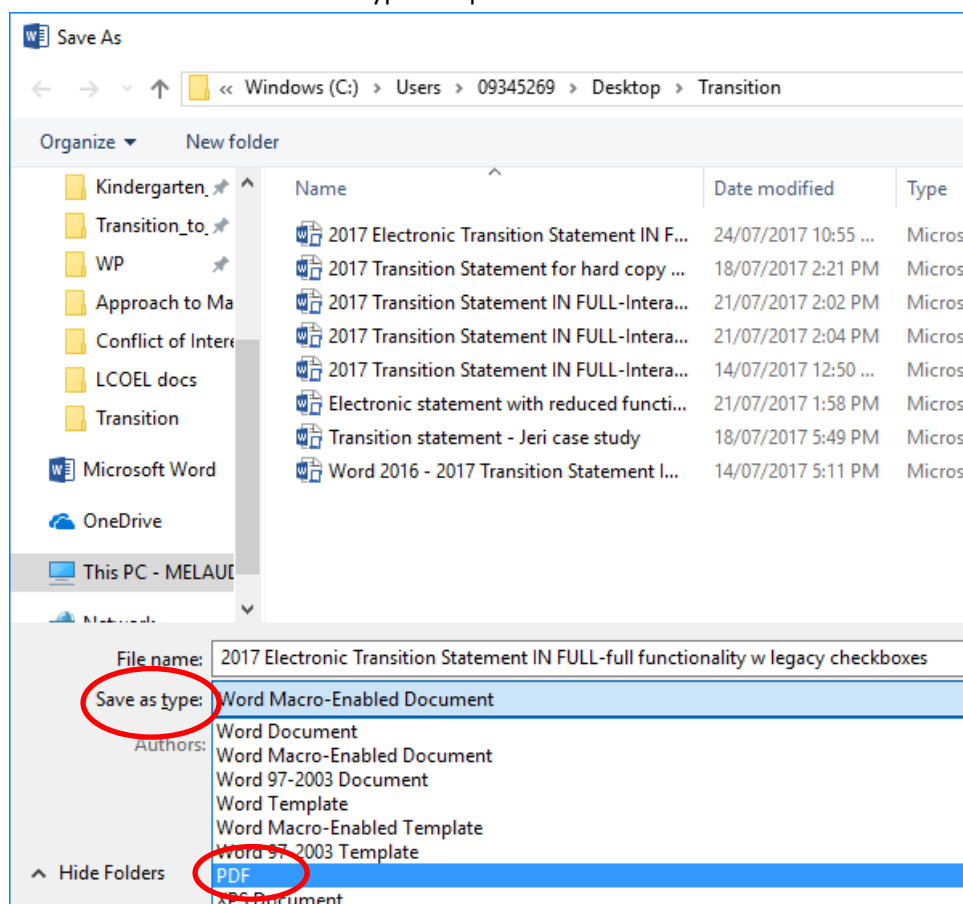 Save As
« Windows (C:) > Users > 09345269 > Desktop > Transition
Organize New folder
Name Date modified Type
Kindergarten_
Transition_to_
WP
Approach to Ma
Conflict of Intere
LCOEL docs
Transition
Microsoft Word
OneDrive
This PC - MELAUD
Network
2017 Electronic Transition Statement IN F... 24/07/2017 10:55 ... Micros
2017 Transition Statement for hard copy ... 18/07/2017 2:21 PM Micros
2017 Transition Statement IN FULL-Intera... 21/07/2017 2:02 PM Micros
2017 Transition Statement IN FULL-Intera... 21/07/2017 2:04 PM Micros
2017 Transition Statement IN FULL-Intera... 14/07/2017 12:50 ... Micros
Electronic statement with reduced functi... 21/07/2017 1:58 PM Micros
Transition statement - Jeri case study 18/07/2017 5:49 PM Micros
Word 2016 - 2017 Transition Statement I... 14/07/2017 5:11 PM Micros
File name: 2017 Electronic Transition Statement IN FULL-full functionality w legacy checkboxes
Save as type: Word Macro-Enabled Document
Authors:
Word Document
Word Macro-Enabled Document
Word 97-2003 Document
Word Template
Word Macro-Enabled Template
Word 97-2003 Template
PDF
XPS Document
Hide Folders